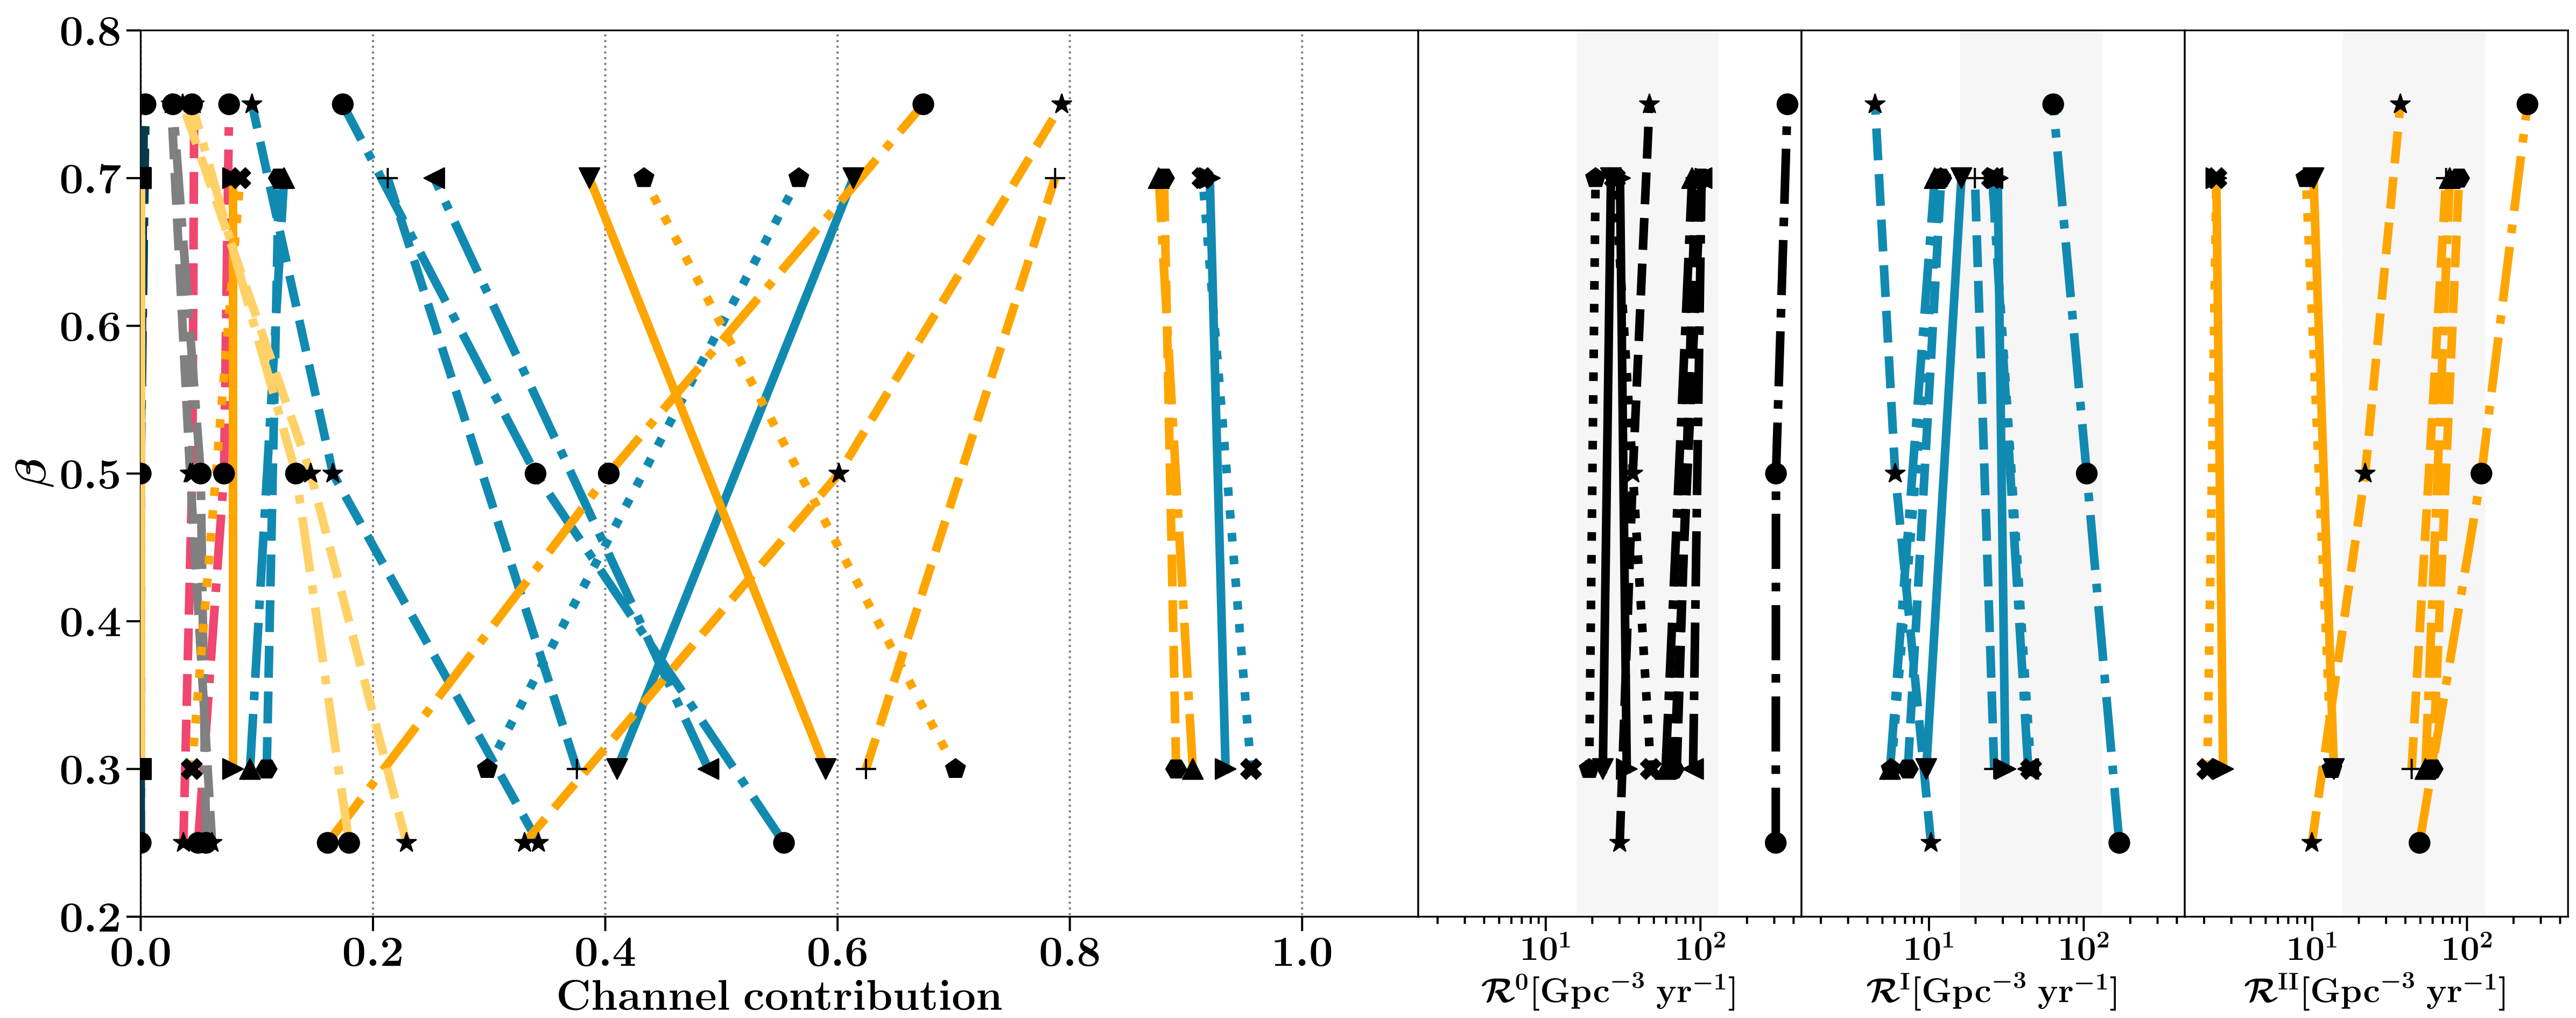 0.8
0.7
0.6
0.5
0.4
0.3
0.2
β
0.0 0.2 0.4 0.6 0.8 1.0
Channel contribution
10¹ 10²
𝓡⁰[Gpc⁻³ yr⁻¹]
10¹ 10²
𝓡ᴵ[Gpc⁻³ yr⁻¹]
10¹ 10²
𝓡ᴵᴵ[Gpc⁻³ yr⁻¹]